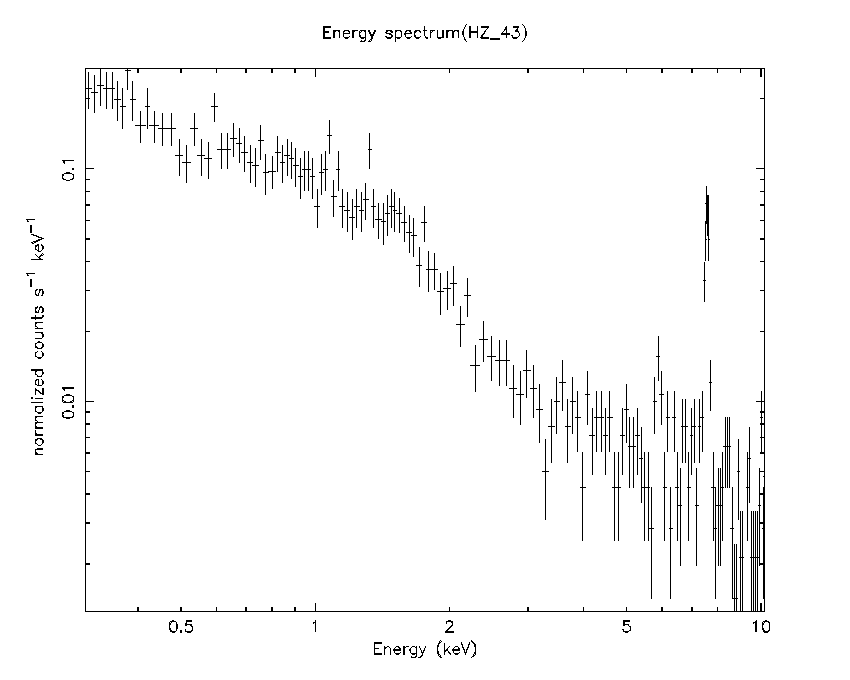 Energy spectrum(HZ_43)
0.1
0.01
normalized counts s⁻¹ keV⁻¹
0.5 1 2 5 10
Energy (keV)